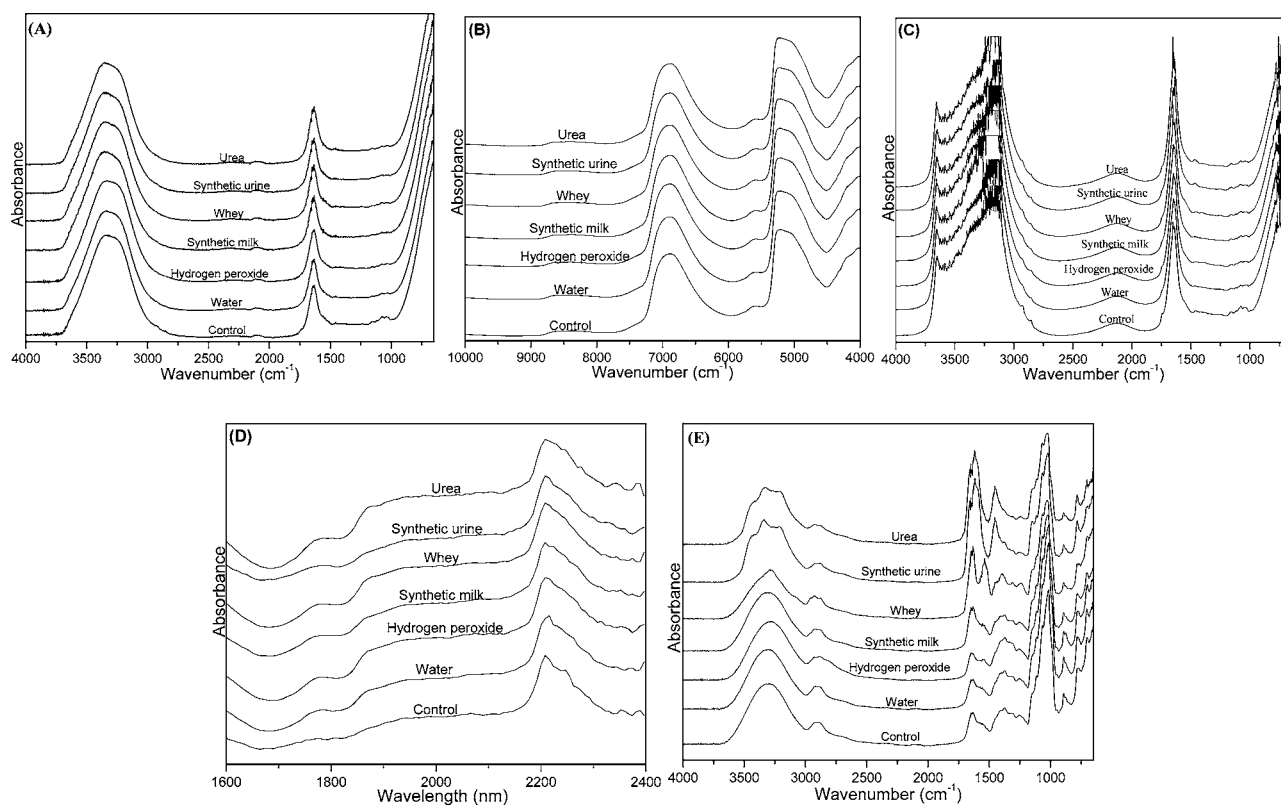 (A)
Absorbance
Urea
Synthetic urine
Whey
Synthetic milk
Hydrogen peroxide
Water
Control
4000 3500 3000 2500 2000 1500 1000
Wavenumber (cm⁻¹)
(B)
Absorbance
Urea
Synthetic urine
Whey
Synthetic milk
Hydrogen peroxide
Water
Control
10000 9000 8000 7000 6000 5000 4000
Wavenumber (cm⁻¹)
(C)
Absorbance
Urea
Synthetic urine
Whey
Synthetic milk
Hydrogen peroxide
Water
Control
4000 3500 3000 2500 2000 1500 1000
Wavenumber (cm⁻¹)
(D)
Absorbance
Urea
Synthetic urine
Whey
Synthetic milk
Hydrogen peroxide
Water
Control
1600 1800 2000 2200 2400
Wavelength (nm)
(E)
Absorbance
Urea
Synthetic urine
Whey
Synthetic milk
Hydrogen peroxide
Water
Control
4000 3500 3000 2500 2000 1500 1000
Wavenumber (cm⁻¹)